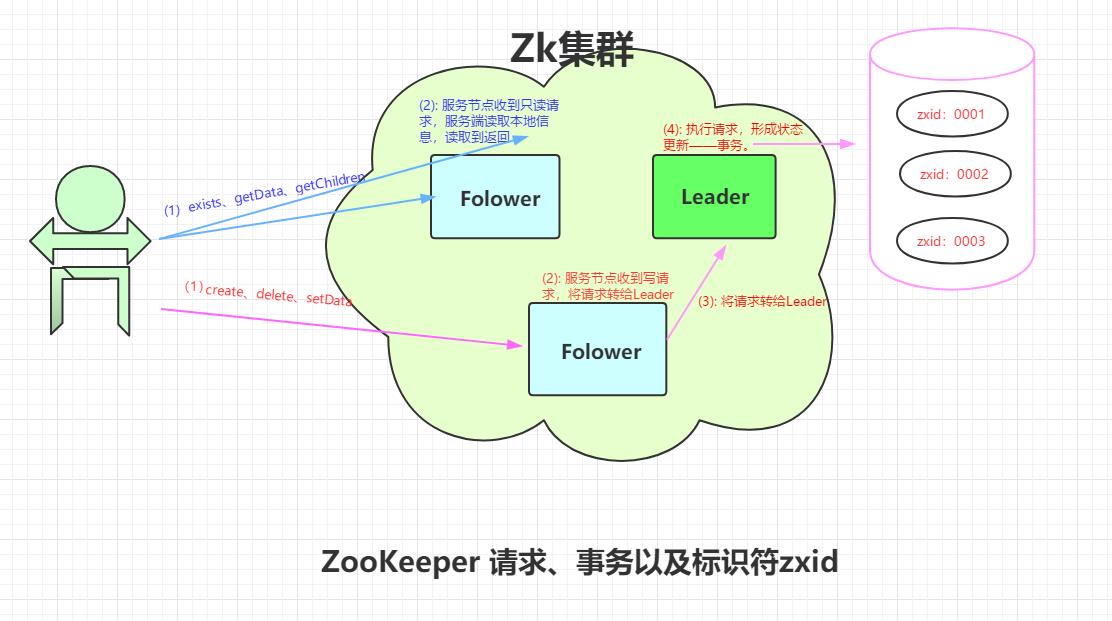 Zk集群
(2): 服务节点收到只读请
求，服务端读取本地信
息，读取到返回。
(4): 执行请求，形成状态
更新——事务。
zxid：0001
zxid：0002
zxid：0003
Folower
Leader
(1）exists、getData、getChildren
(1）create、delete、setData
(2): 服务节点收到写请
求，将请求转给Leader
(3): 将请求转给Leader
Folower
ZooKeeper 请求、事务以及标识符zxid